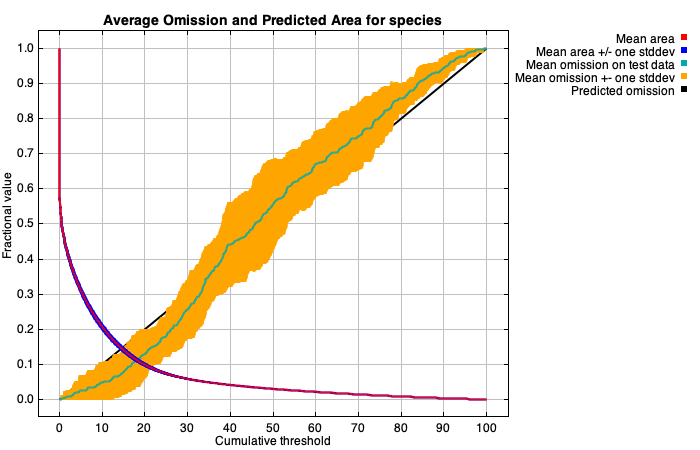 Average Omission and Predicted Area for species
Mean area
Mean area +/- one stddev
Mean omission on test data
Mean omission +- one stddev
Predicted omission
Fractional value
1.0
0.9
0.8
0.7
0.6
0.5
0.4
0.3
0.2
0.1
0.0
0 10 20 30 40 50 60 70 80 90 100
Cumulative threshold